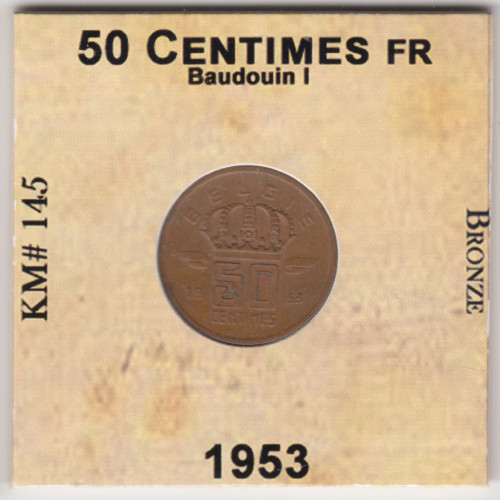 50 CENTIMES FR
Baudouin I
KM# 145
BRONZE
BELGIE
50
19 53
CENTIMES
1953